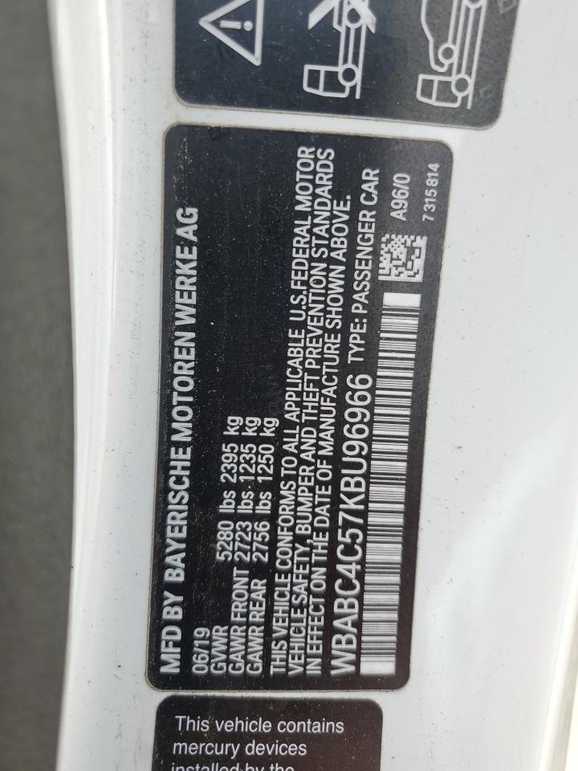 MFD BY BAYERISCHE MOTOREN WERKE AG
06/19
GVWR 5280 lbs 2395 kg
GAWR FRONT 2723 lbs 1235 kg
GAWR REAR 2756 lbs 1250 kg
THIS VEHICLE CONFORMS TO ALL APPLICABLE U.S.FEDERAL MOTOR
VEHICLE SAFETY, BUMPER AND THEFT PREVENTION STANDARDS
IN EFFECT ON THE DATE OF MANUFACTURE SHOWN ABOVE.
WBABC4C57KBU96966 TYPE: PASSENGER CAR
A96/0
7 315 814
This vehicle contains
mercury devices
installed by the